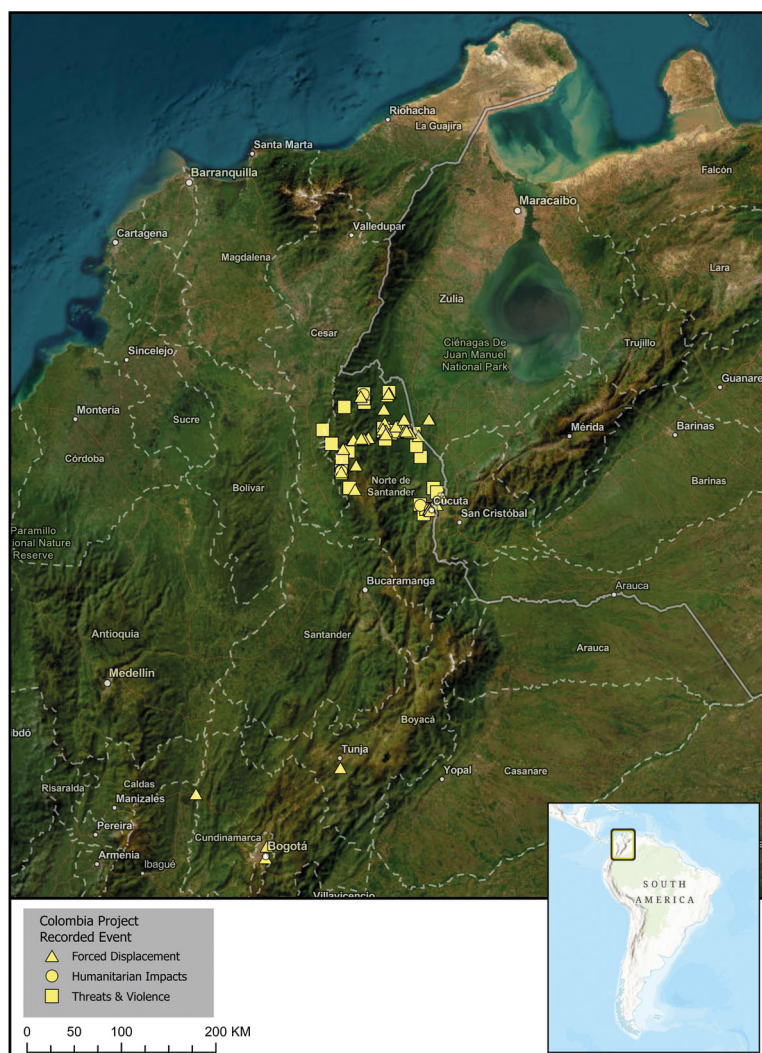 Riohacha
La Guajira
Santa Marta
Barranquilla
Falcón
Maracaibo
Cartagena
Valledupar
Magdalena
Lara
Zulia
Cesar
Ciénagas De
Juan Manuel
National Park
Trujillo
Sincelejo
Guanare
Montería
Sucre
Mérida
Barinas
Córdoba
Norte de
Santander
Bolívar
Barinas
Cúcuta
San Cristóbal
Paramillo
ional Nature
Reserve
Bucaramanga
Arauca
Antioquia
Santander
Arauca
Medellín
Boyacá
ibdó
Tunja
Yopal
Casanare
Risaralda
Caldas
Manizales
Pereira
Cundinamarca
Bogotá
Armenia
Ibagué
Villavicencio
SOUTH
AMERICA
Colombia Project
Recorded Event
Forced Displacement
Humanitarian Impacts
Threats & Violence
0 50 100 200 KM